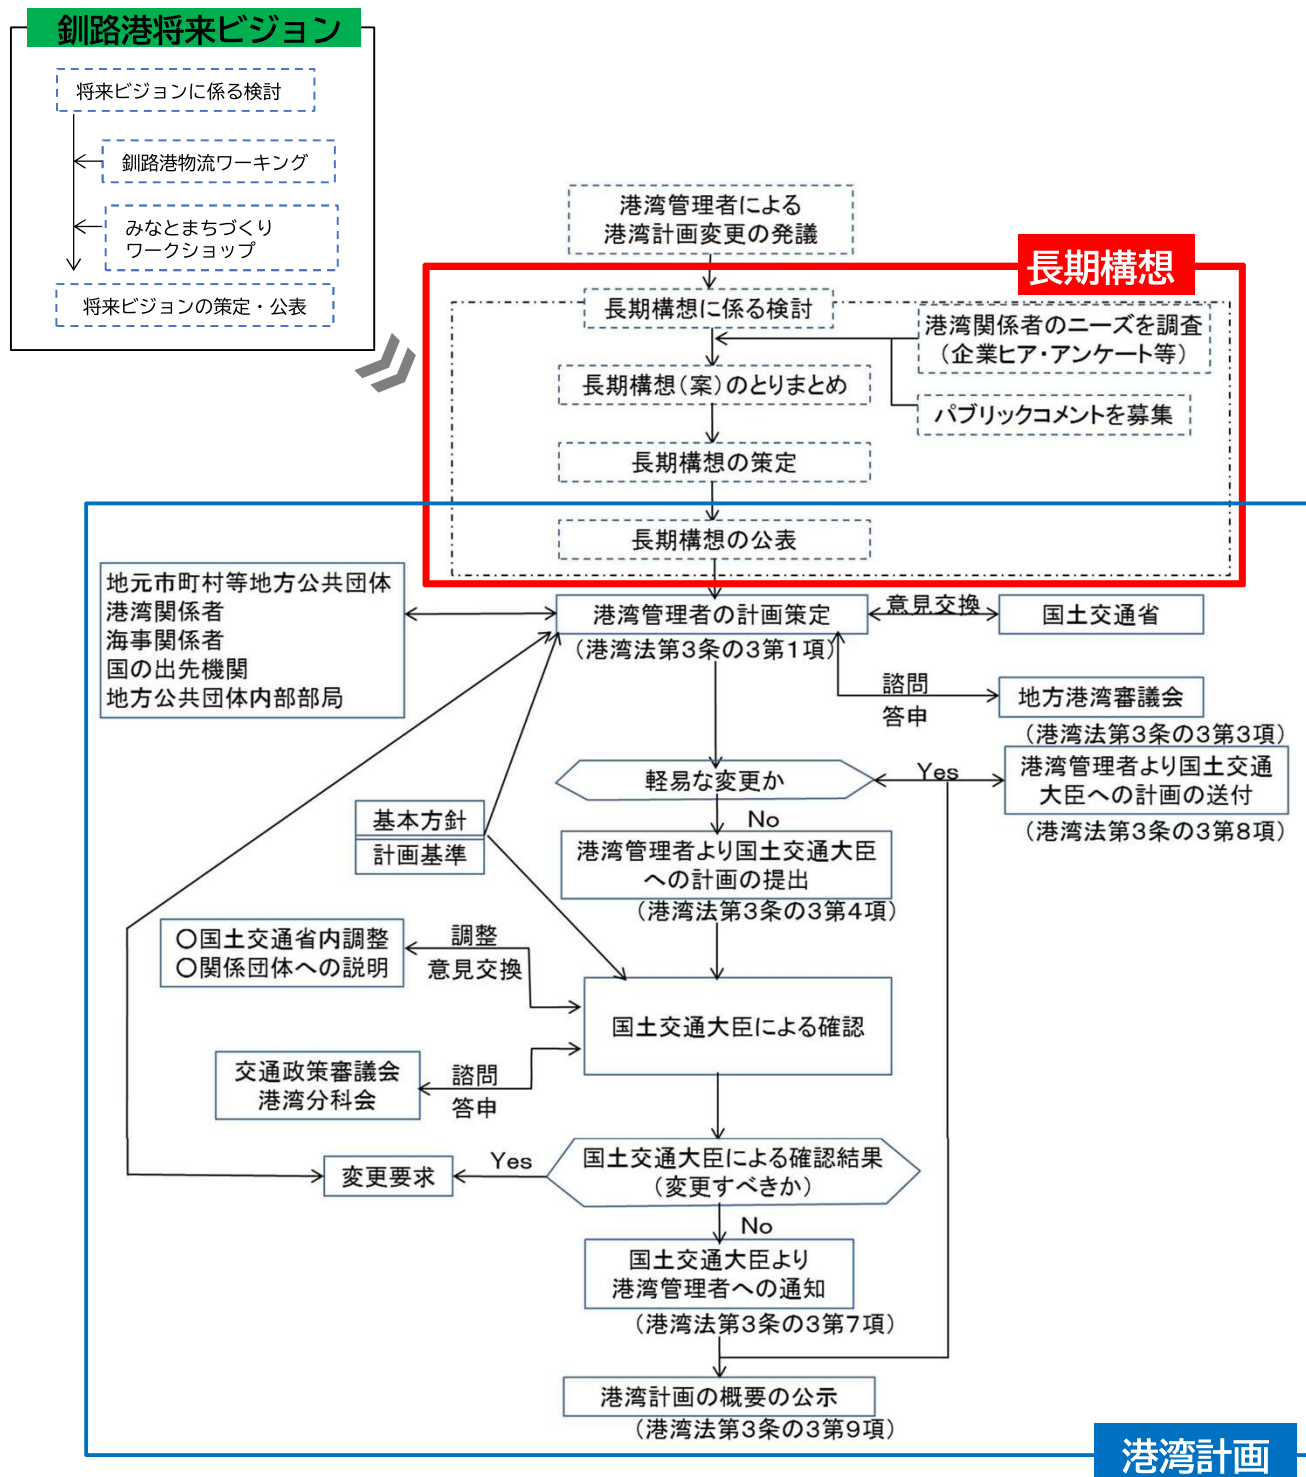 釧路港将来ビジョン
将来ビジョンに係る検討
釧路港物流ワーキング
みなとまちづくり
ワークショップ
将来ビジョンの策定・公表
港湾管理者による
港湾計画変更の発議
長期構想
長期構想に係る検討
港湾関係者のニーズを調査
（企業ヒア・アンケート等）
長期構想（案）のとりまとめ
パブリックコメントを募集
長期構想の策定
長期構想の公表
地元市町村等地方公共団体
港湾関係者
海事関係者
国の出先機関
地方公共団体内部部局
港湾管理者の計画策定
（港湾法第3条の3第1項）
意見交換
国土交通省
諮問
答申
地方港湾審議会
（港湾法第3条の3第3項）
軽易な変更か
Yes
港湾管理者より国土交通
大臣への計画の送付
（港湾法第3条の3第8項）
基本方針
計画基準
No
港湾管理者より国土交通大臣
への計画の提出
（港湾法第3条の3第4項）
〇国土交通省内調整
〇関係団体への説明
調整
意見交換
国土交通大臣による確認
交通政策審議会
港湾分科会
諮問
答申
国土交通大臣による確認結果
（変更すべきか）
Yes
変更要求
No
国土交通大臣より
港湾管理者への通知
（港湾法第3条の3第7項）
港湾計画の概要の公示
（港湾法第3条の3第9項）
港湾計画